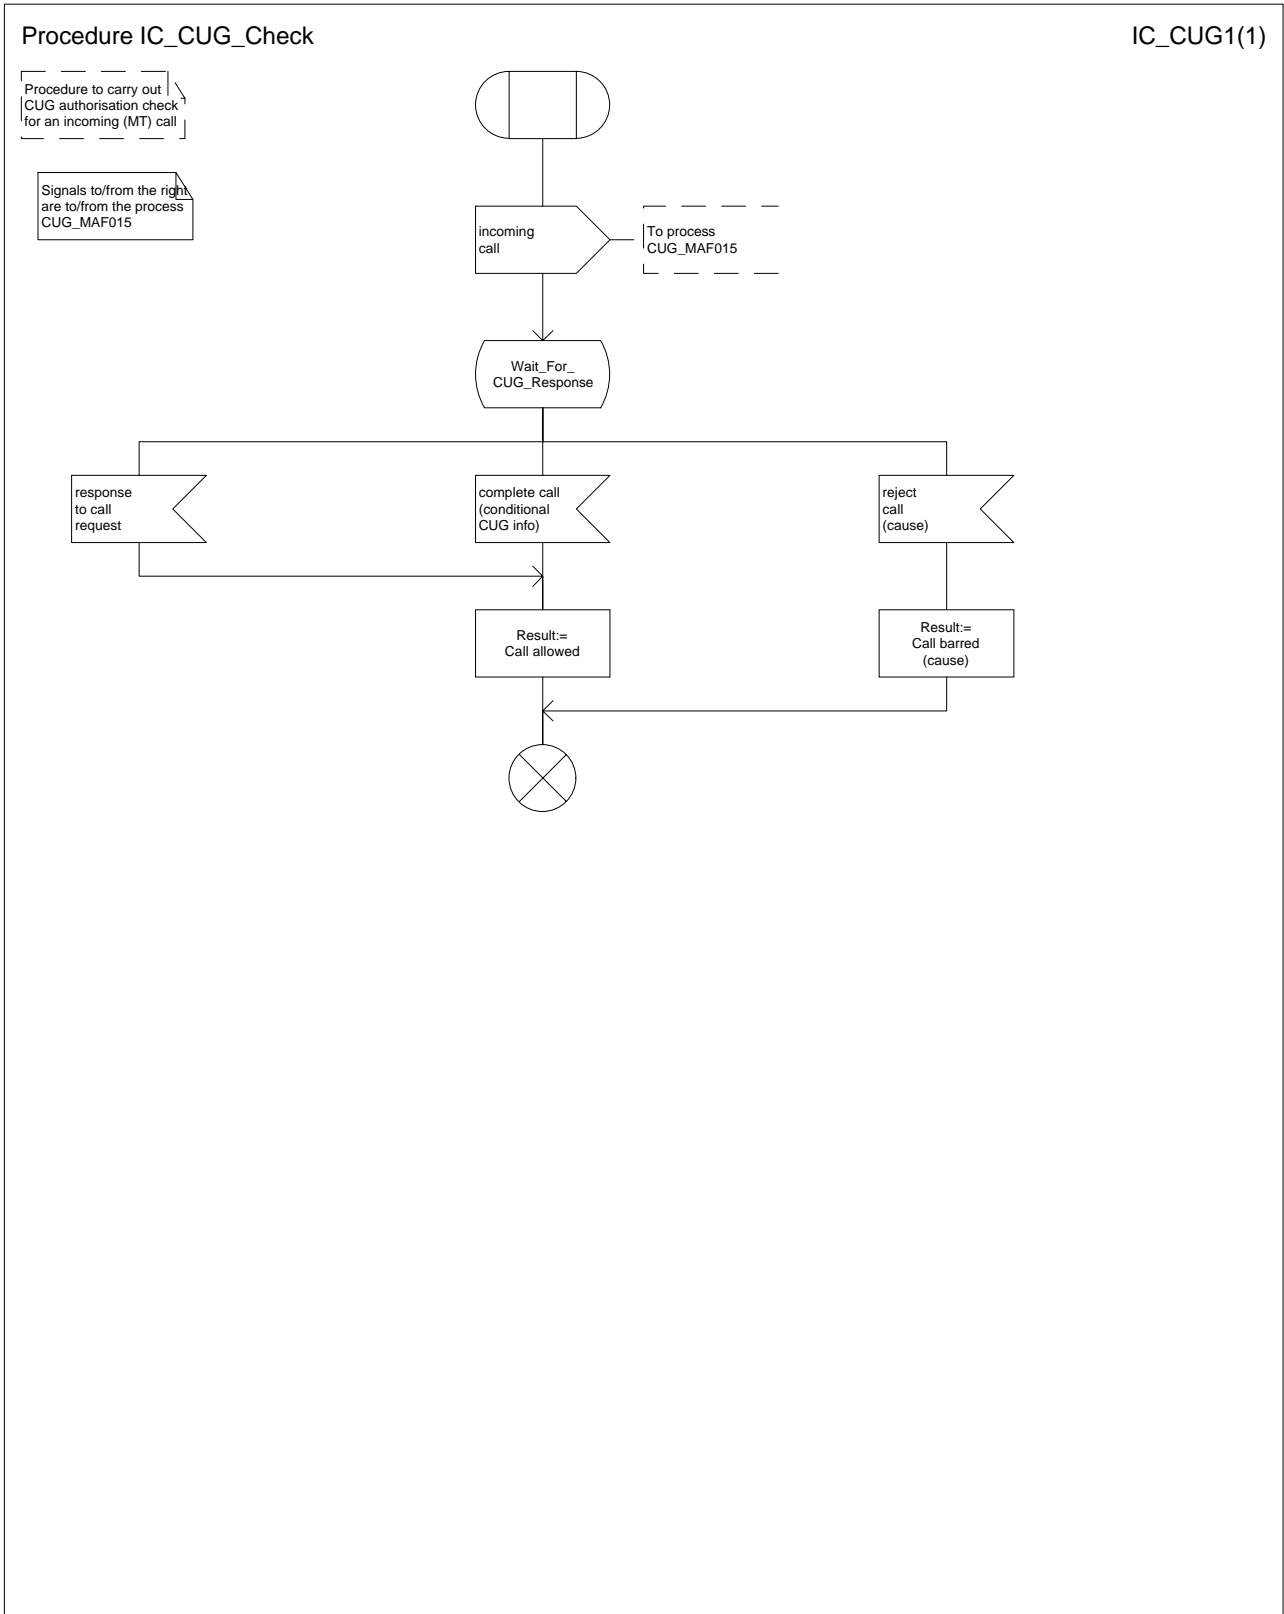 Procedure IC_CUG_Check
IC_CUG1(1)
Procedure to carry out
CUG authorisation check
for an incoming (MT) call
Signals to/from the right
are to/from the process
CUG_MAF015
incoming
call
To process
CUG_MAF015
Wait_For_
CUG_Response
response
to call
request
complete call
(conditional
CUG info)
reject
call
(cause)
Result:=
Call allowed
Result:=
Call barred
(cause)